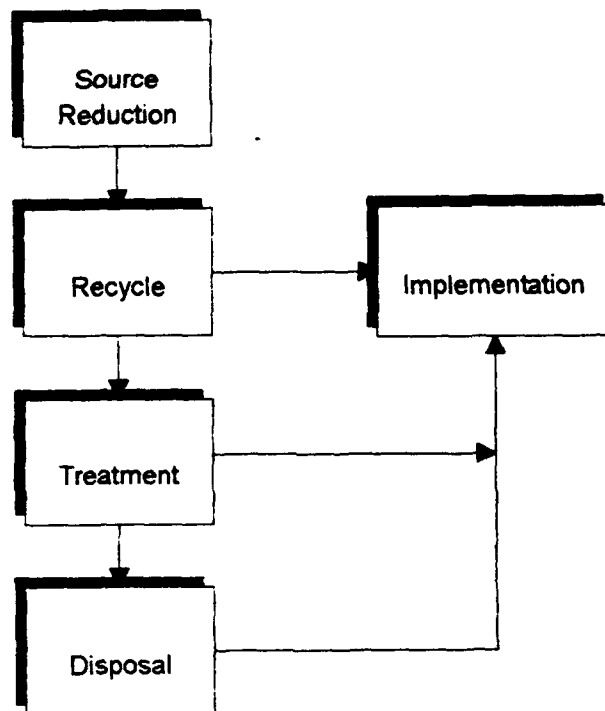 Source
Reduction
Recycle
Implementation
Treatment
Disposal